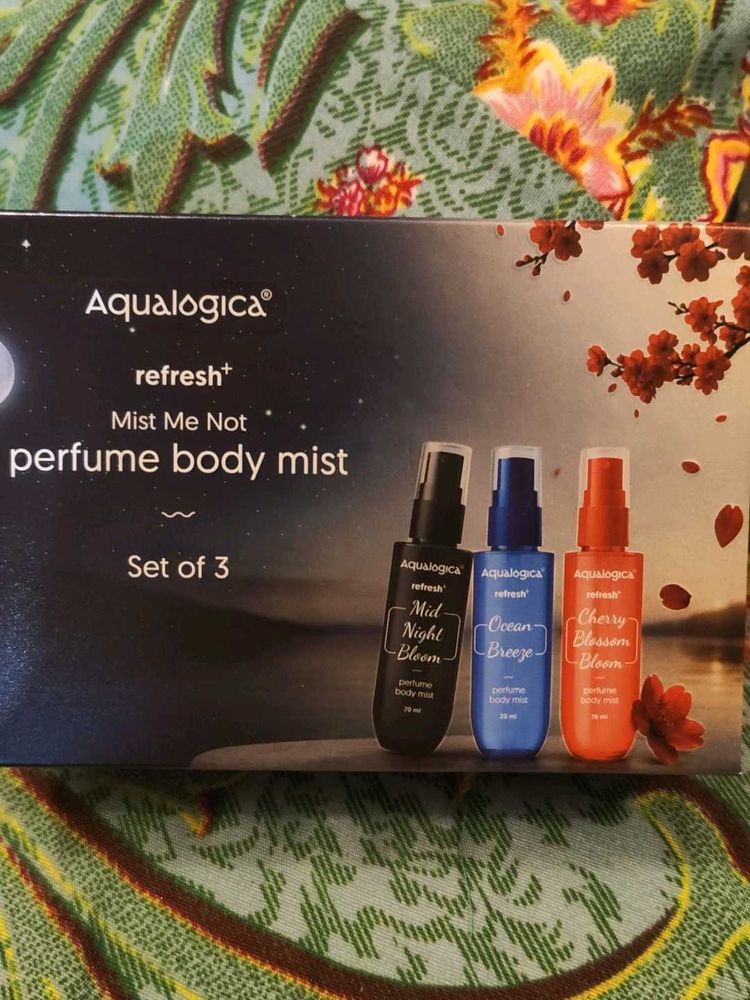 Aqualogica®
refresh+
Mist Me Not
perfume body mist
Set of 3
Aqualogica
refresh+
Mid
Night
Bloom
perfume
body mist
20 ml
Aqualogica
refresh+
Ocean
Breeze
perfume
body mist
20 ml
Aqualogica
refresh+
Cherry
Blossom
Bloom
perfume
body mist
20 ml